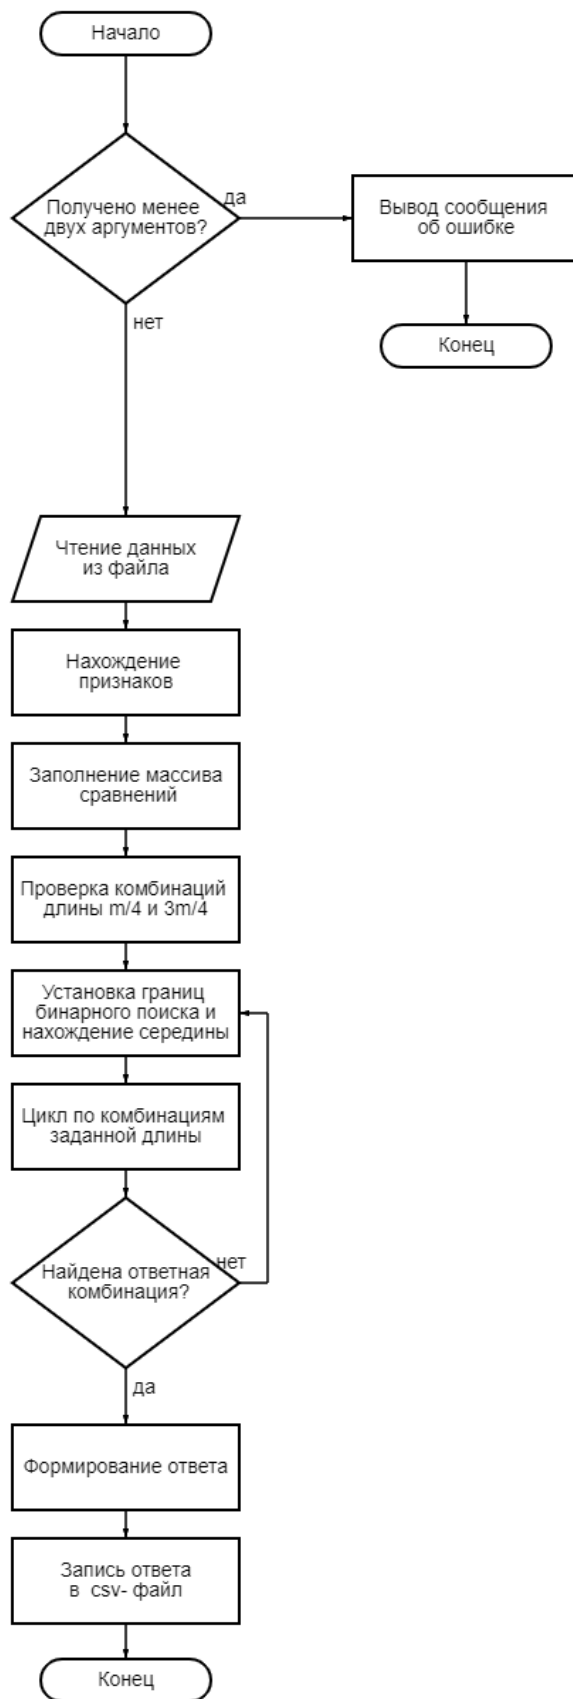 Начало
Получено менее
двух аргументов?
да
Вывод сообщения
об ошибке
нет
Конец
Чтение данных
из файла
Нахождение
признаков
Заполнение массива
сравнений
Проверка комбинаций
длины m/4 и 3m/4
Установка границ
бинарного поиска и
нахождение середины
Цикл по комбинациям
заданной длины
Найдена ответная
комбинация?
нет
да
Формирование ответа
Запись ответа
в csv- файл
Конец